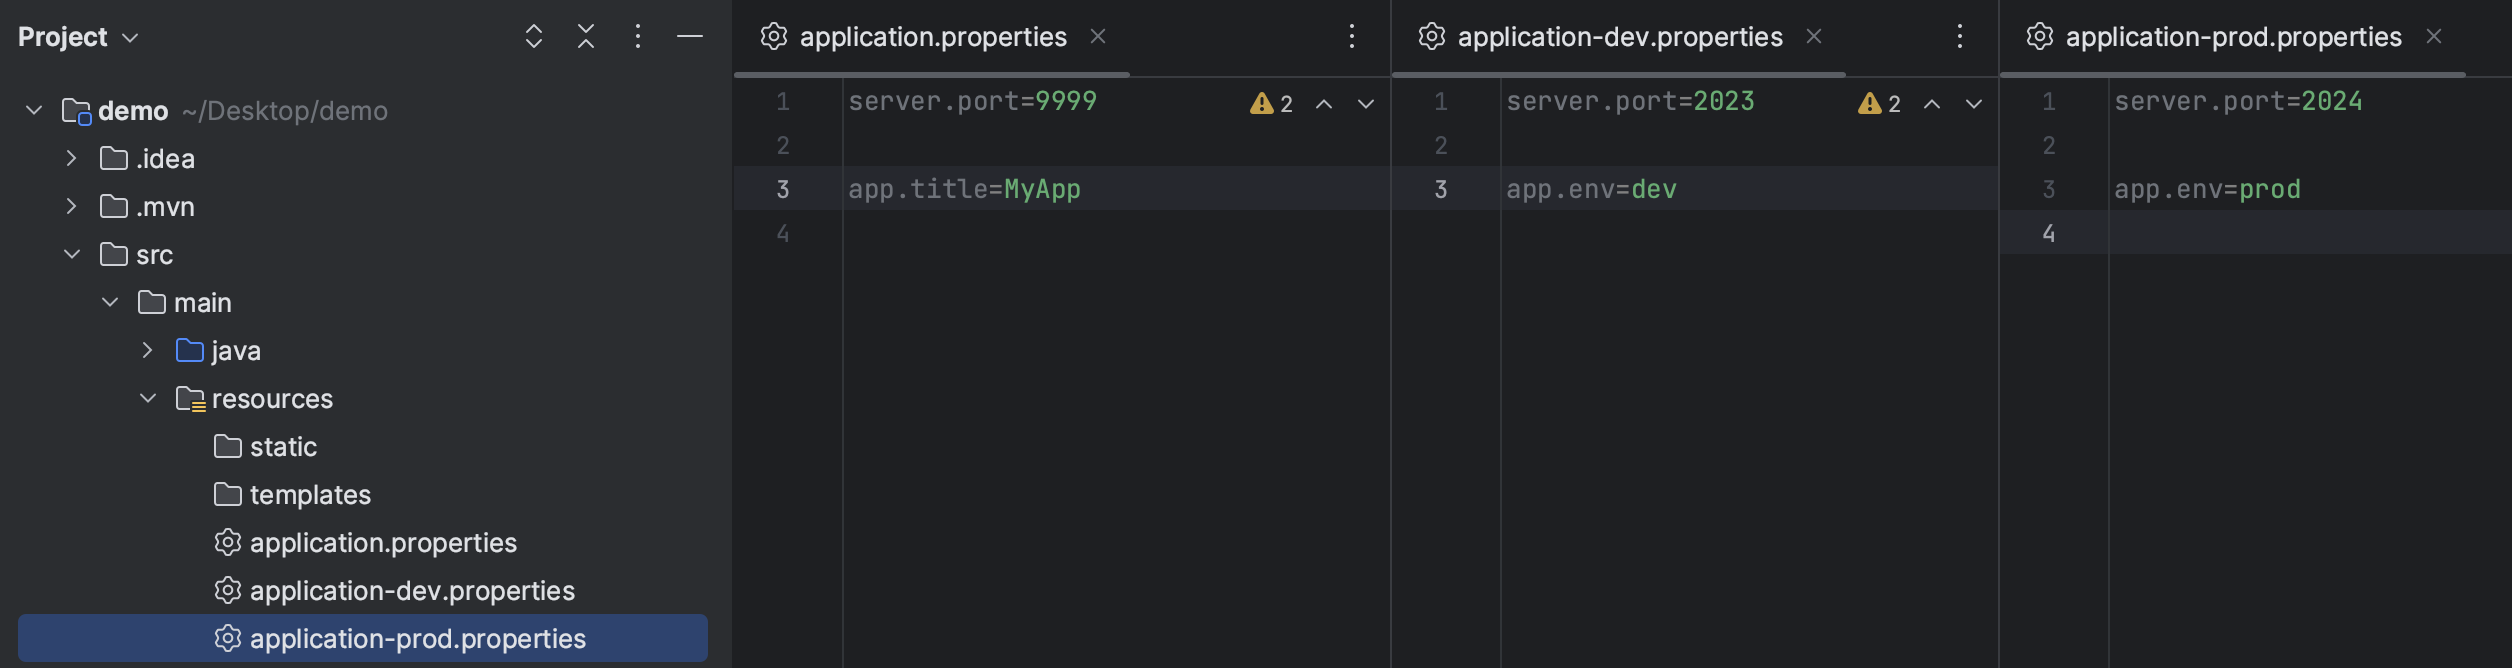 Project
demo ~/Desktop/demo
.idea
.mvn
src
main
java
resources
static
templates
application.properties
application-dev.properties
application-prod.properties
application.properties
1 server.port=9999 2
2
3 app.title=MyApp
4
application-dev.properties
1 server.port=2023 2
2
3 app.env=dev
application-prod.properties
1 server.port=2024
2
3 app.env=prod
4